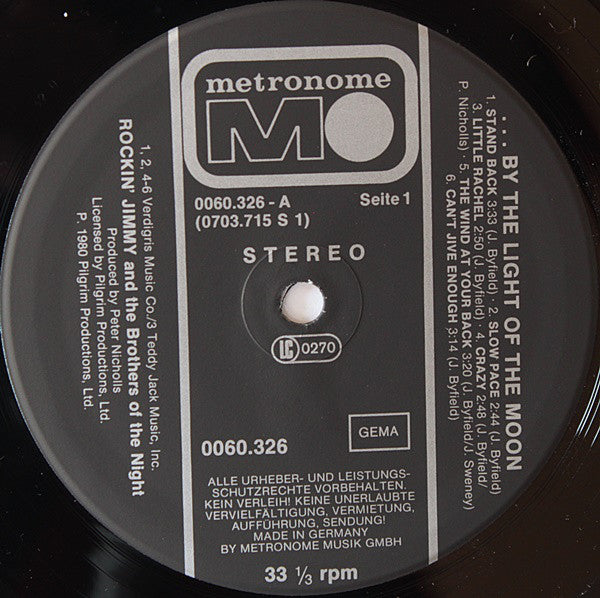 metronome
MO
0060.326 - A Seite 1
(0703.715 S 1)
STEREO
LC 0270
0060.326 GEMA
ALLE URHEBER- UND LEISTUNGS-
SCHUTZRECHTE VORBEHALTEN.
KEIN VERLEIH! KEINE UNERLAUBTE
VERVIELFÄLTIGUNG, VERMIETUNG,
AUFFÜHRUNG, SENDUNG!
MADE IN GERMANY
BY METRONOME MUSIK GMBH
33 1/3 rpm
. . . BY THE LIGHT OF THE MOON
1. STAND BACK 3:33 (J. Byfield) · 2. SLOW PACE 2:44 (J. Byfield)
3. LITTLE RACHEL 2:50 (J. Byfield) · 4. CRAZY 2:48 (J. Byfield/
P. Nicholls) · 5. THE WIND AT YOUR BACK 3:20 (J. Byfield/J. Sweney)
6. CAN'T JIVE ENOUGH 3:14 (J. Byfield)
ROCKIN' JIMMY and the Brothers of the Night
1, 2, 4-6 Verdigris Music Co./3 Teddy Jack Music, Inc.
Produced by Peter Nicholls
Licensed by Pilgrim Productions, Ltd.
P. 1980 Pilgrim Productions, Ltd.